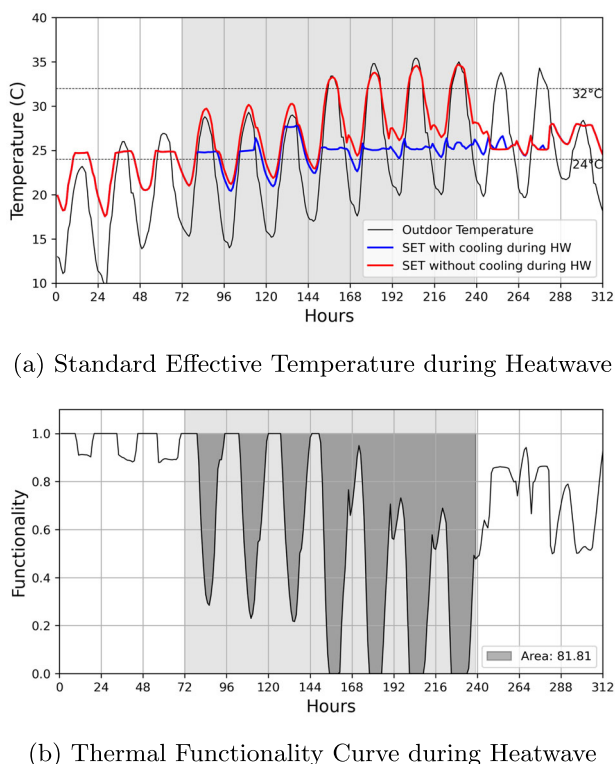 40
35
30
25
20
15
10
Temperature (C)
32°C
24°C
Outdoor Temperature
SET with cooling during HW
SET without cooling during HW
0 24 48 72 96 120 144 168 192 216 240 264 288 312
Hours
(a) Standard Effective Temperature during Heatwave
1.0
0.8
0.6
0.4
0.2
0.0
Functionality
Area: 81.81
0 24 48 72 96 120 144 168 192 216 240 264 288 312
Hours
(b) Thermal Functionality Curve during Heatwave